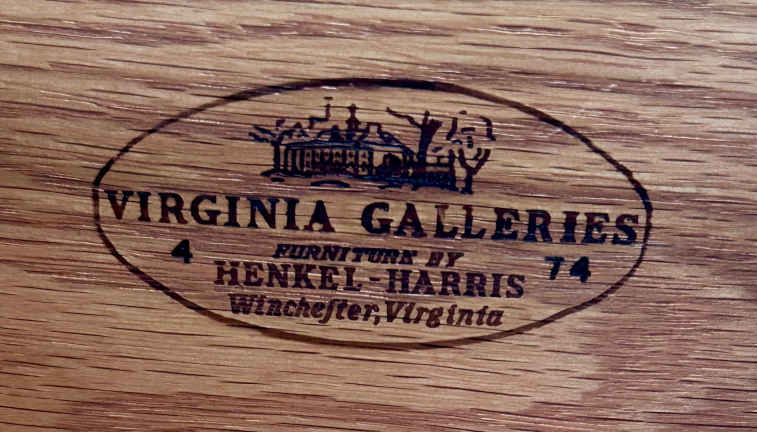 VIRGINIA GALLERIES
4 FURNITURE BY 74
HENKEL-HARRIS
Wincheſter, Virginia